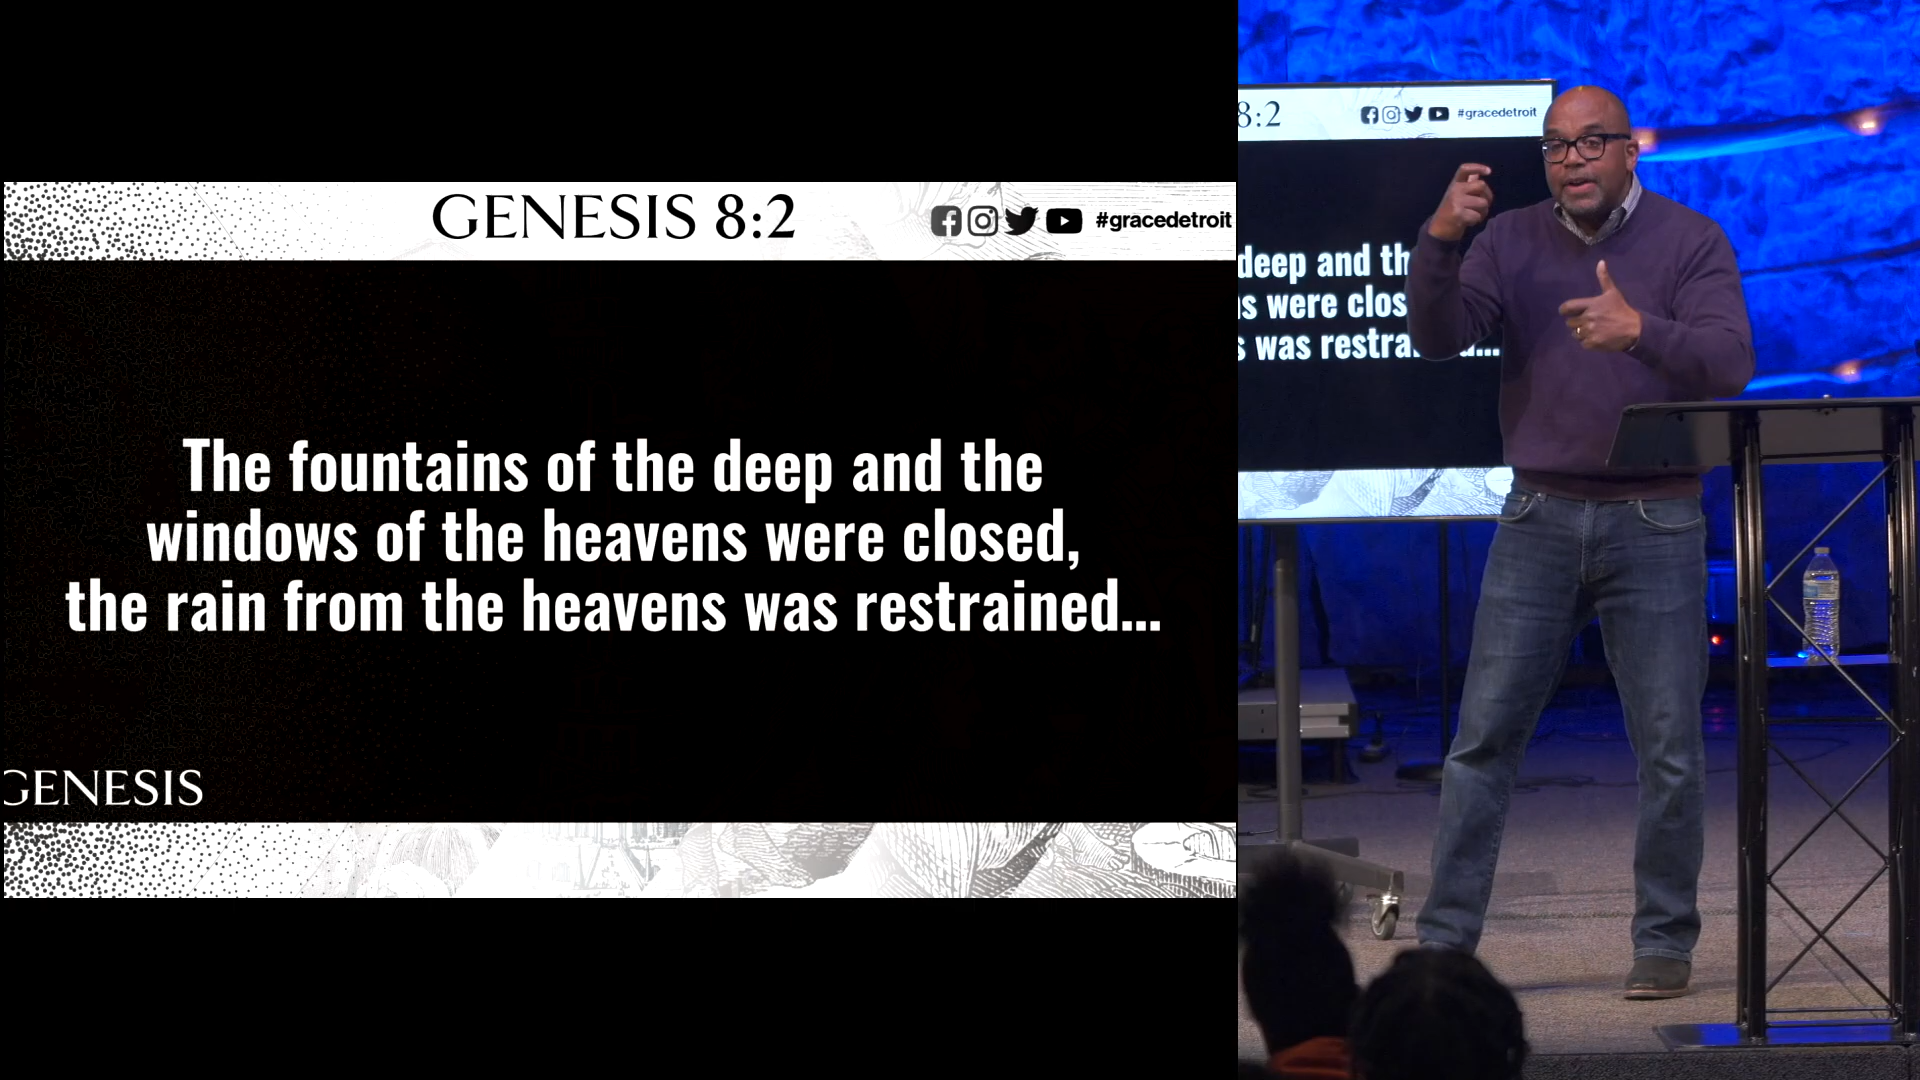 GENESIS 8:2
#gracedetroit
The fountains of the deep and the
windows of the heavens were closed,
the rain from the heavens was restrained...
GENESIS
8:2
#gracedetroit
deep and th
s were clos
s was restra